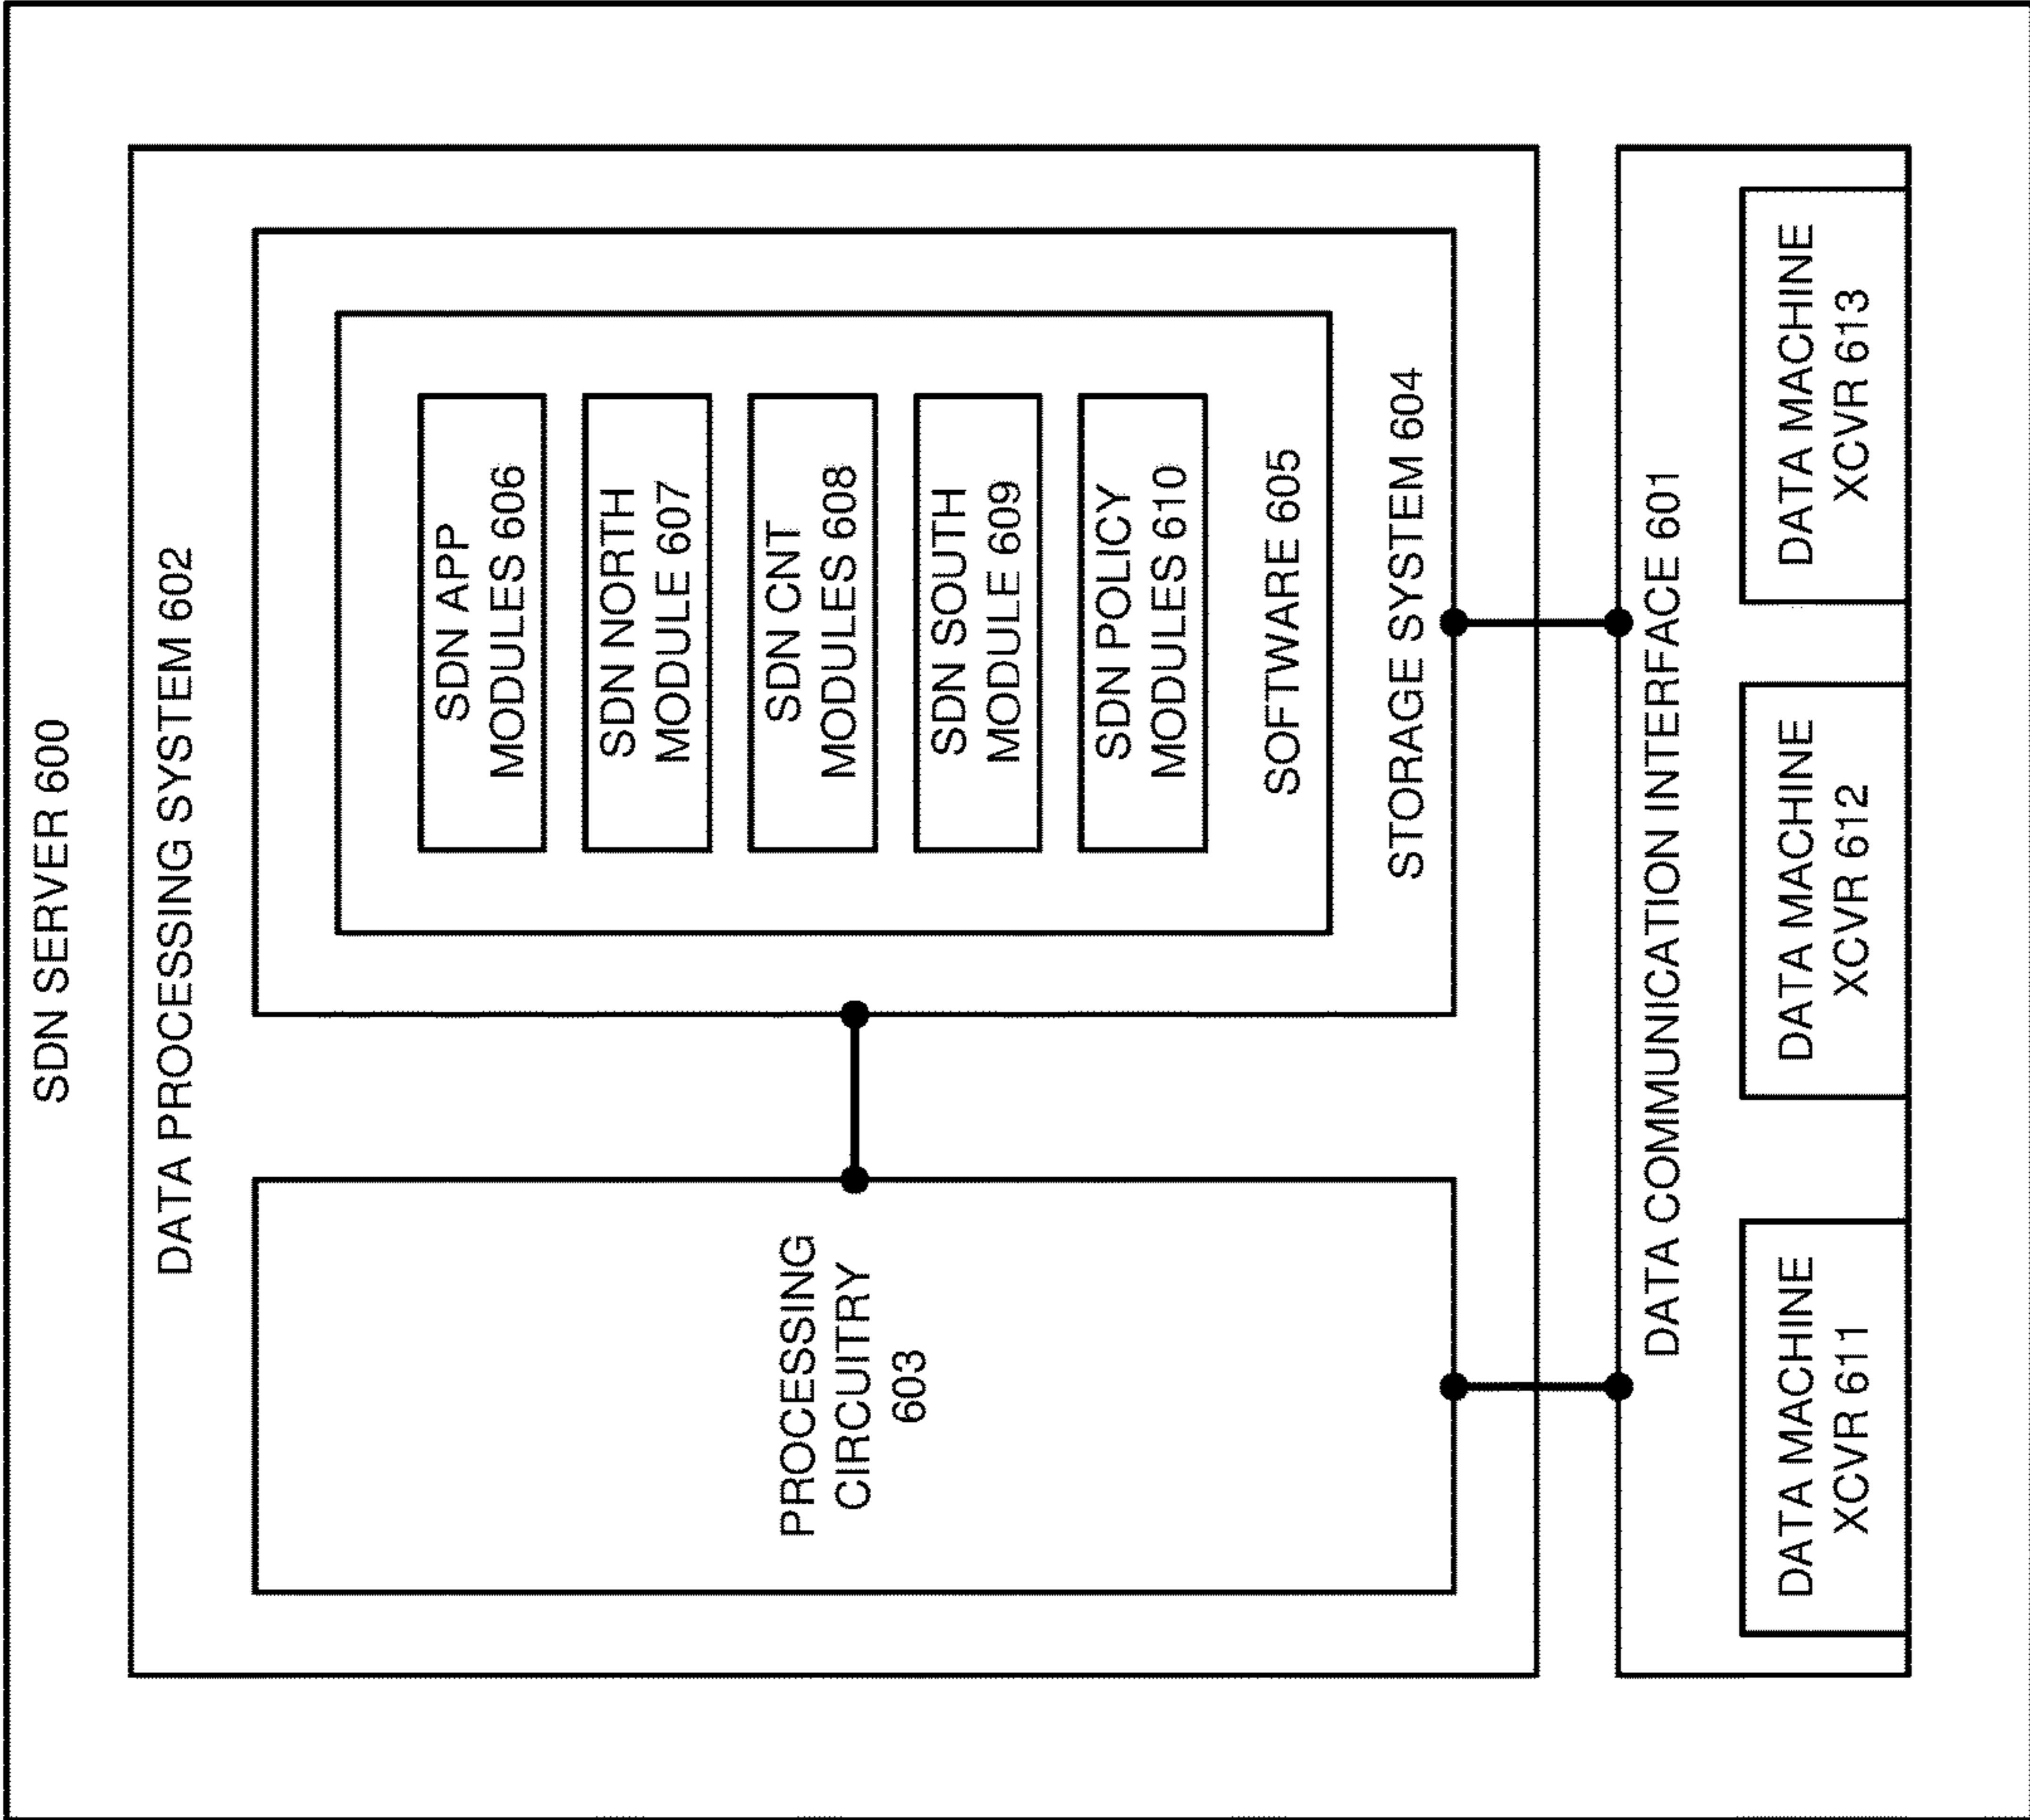 SDN SERVER 600
DATA PROCESSING SYSTEM 602
PROCESSING
CIRCUITRY
603
SDN APP
MODULES 606
SDN NORTH
MODULE 607
SDN CNT
MODULES 608
SDN SOUTH
MODULE 609
SDN POLICY
MODULES 610
SOFTWARE 605
STORAGE SYSTEM 604
DATA COMMUNICATION INTERFACE 601
DATA MACHINE
XCVR 611
DATA MACHINE
XCVR 612
DATA MACHINE
XCVR 613